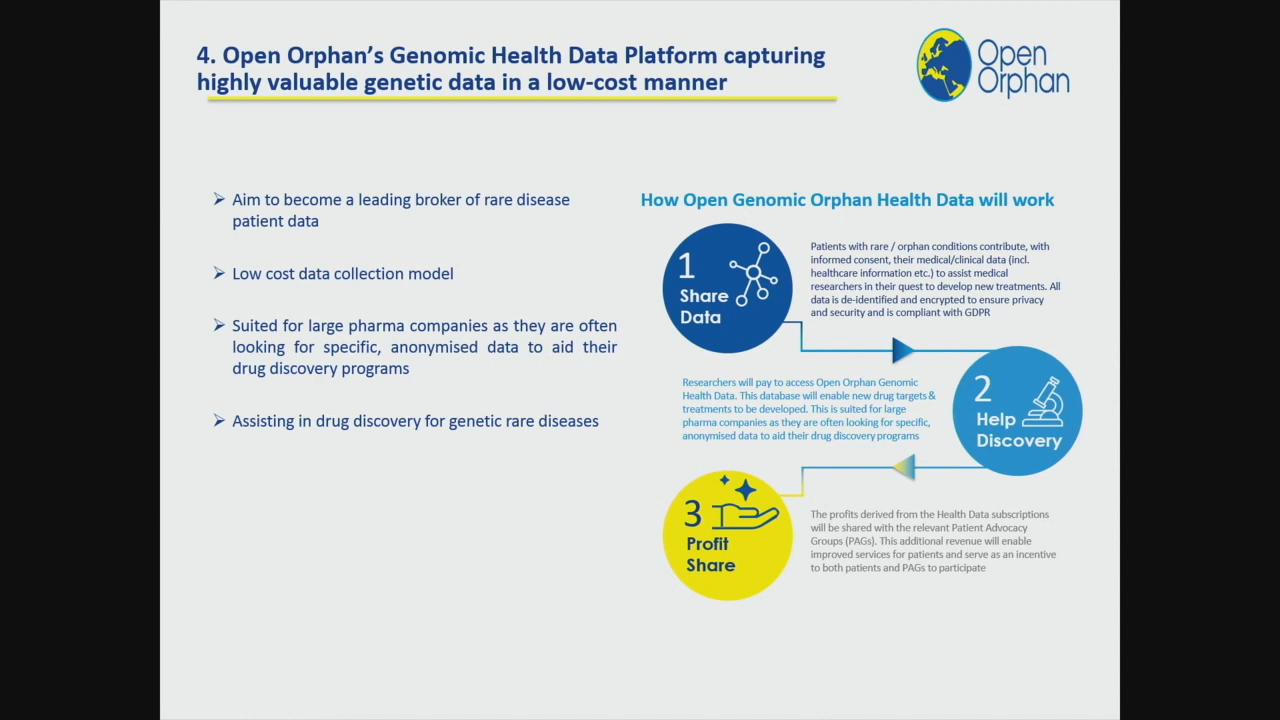 4. Open Orphan's Genomic Health Data Platform capturing
highly valuable genetic data in a low-cost manner
Open
Orphan
Aim to become a leading broker of rare disease
patient data
Low cost data collection model
Suited for large pharma companies as they are often
looking for specific, anonymised data to aid their
drug discovery programs
Assisting in drug discovery for genetic rare diseases
How Open Genomic Orphan Health Data will work
1
Share
Data
Patients with rare / orphan conditions contribute, with
informed consent, their medical/clinical data (incl.
healthcare information etc.) to assist medical
researchers in their quest to develop new treatments. All
data is de-identified and encrypted to ensure privacy
and security and is compliant with GDPR
2
Help
Discovery
Researchers will pay to access Open Orphan Genomic
Health Data. This database will enable new drug targets &
treatments to be developed. This is suited for large
pharma companies as they are often looking for specific,
anonymised data to aid their drug discovery programs
3
Profit
Share
The profits derived from the Health Data subscriptions
will be shared with the relevant Patient Advocacy
Groups (PAGs). This additional revenue will enable
improved services for patients and serve as an incentive
to both patients and PAGs to participate